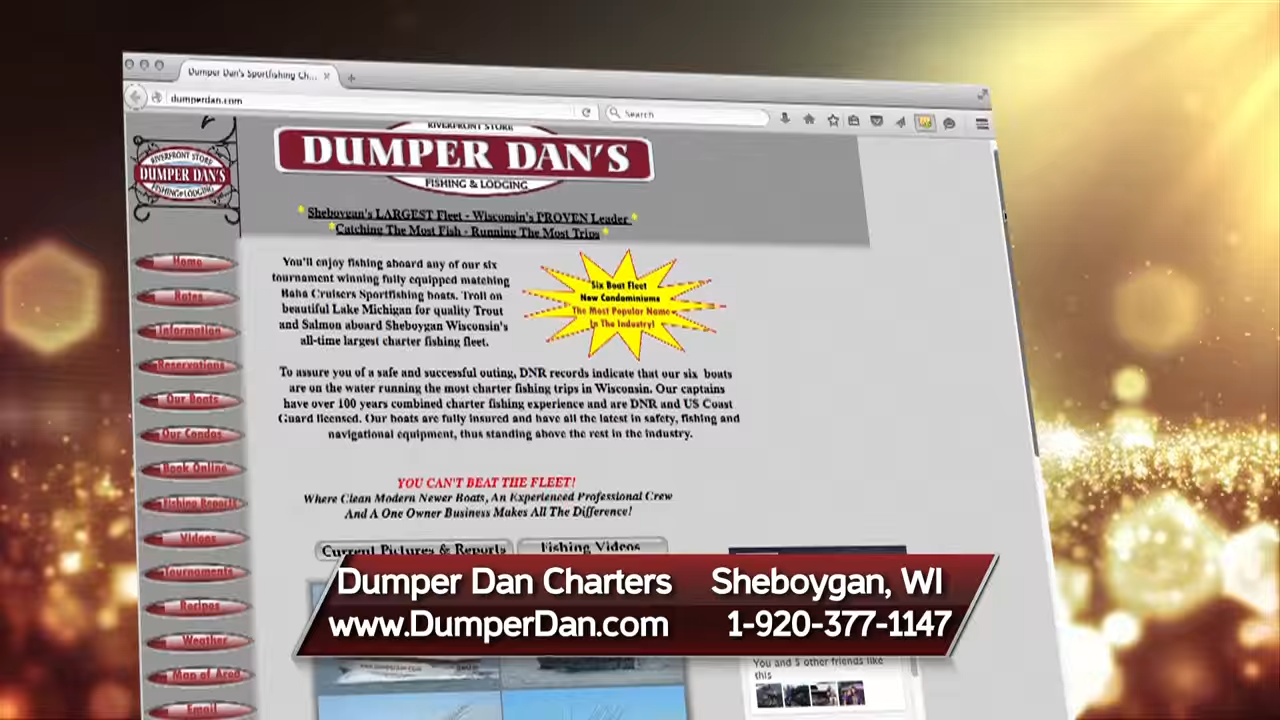 Dumper Dan's Sportfishing Ch...
dumperdan.com
Search
RIVERFRONT STORE
DUMPER DAN'S
FISHING & LODGING
RIVERFRONT STORE
DUMPER DAN'S
FISHING & LODGING
* Sheboygan's LARGEST Fleet - Wisconsin's PROVEN Leader *
*Catching The Most Fish - Running The Most Trips *
Home
Rates
Information
Reservations
Our Boats
Our Condos
Book Online
Fishing Reports
Videos
Tournaments
Recipes
Weather
Map of Area
Email
You'll enjoy fishing aboard any of our six
tournament winning fully equipped matching
Baha Cruisers Sportfishing boats. Troll on
beautiful Lake Michigan for quality Trout
and Salmon aboard Sheboygan Wisconsin's
all-time largest charter fishing fleet.
Six Boat Fleet
New Condominiums
The Most Popular Name
In The Industry!
To assure you of a safe and successful outing, DNR records indicate that our six boats
are on the water running the most charter fishing trips in Wisconsin. Our captains
have over 100 years combined charter fishing experience and are DNR and US Coast
Guard licensed. Our boats are fully insured and have all the latest in safety, fishing and
navigational equipment, thus standing above the rest in the industry.
YOU CAN'T BEAT THE FLEET!
Where Clean Modern Newer Boats, An Experienced Professional Crew
And A One Owner Business Makes All The Difference!
Current Pictures & Reports
Fishing Videos
Dumper Dan Charters Sheboygan, WI
www.DumperDan.com 1-920-377-1147
You and 5 other friends like
this